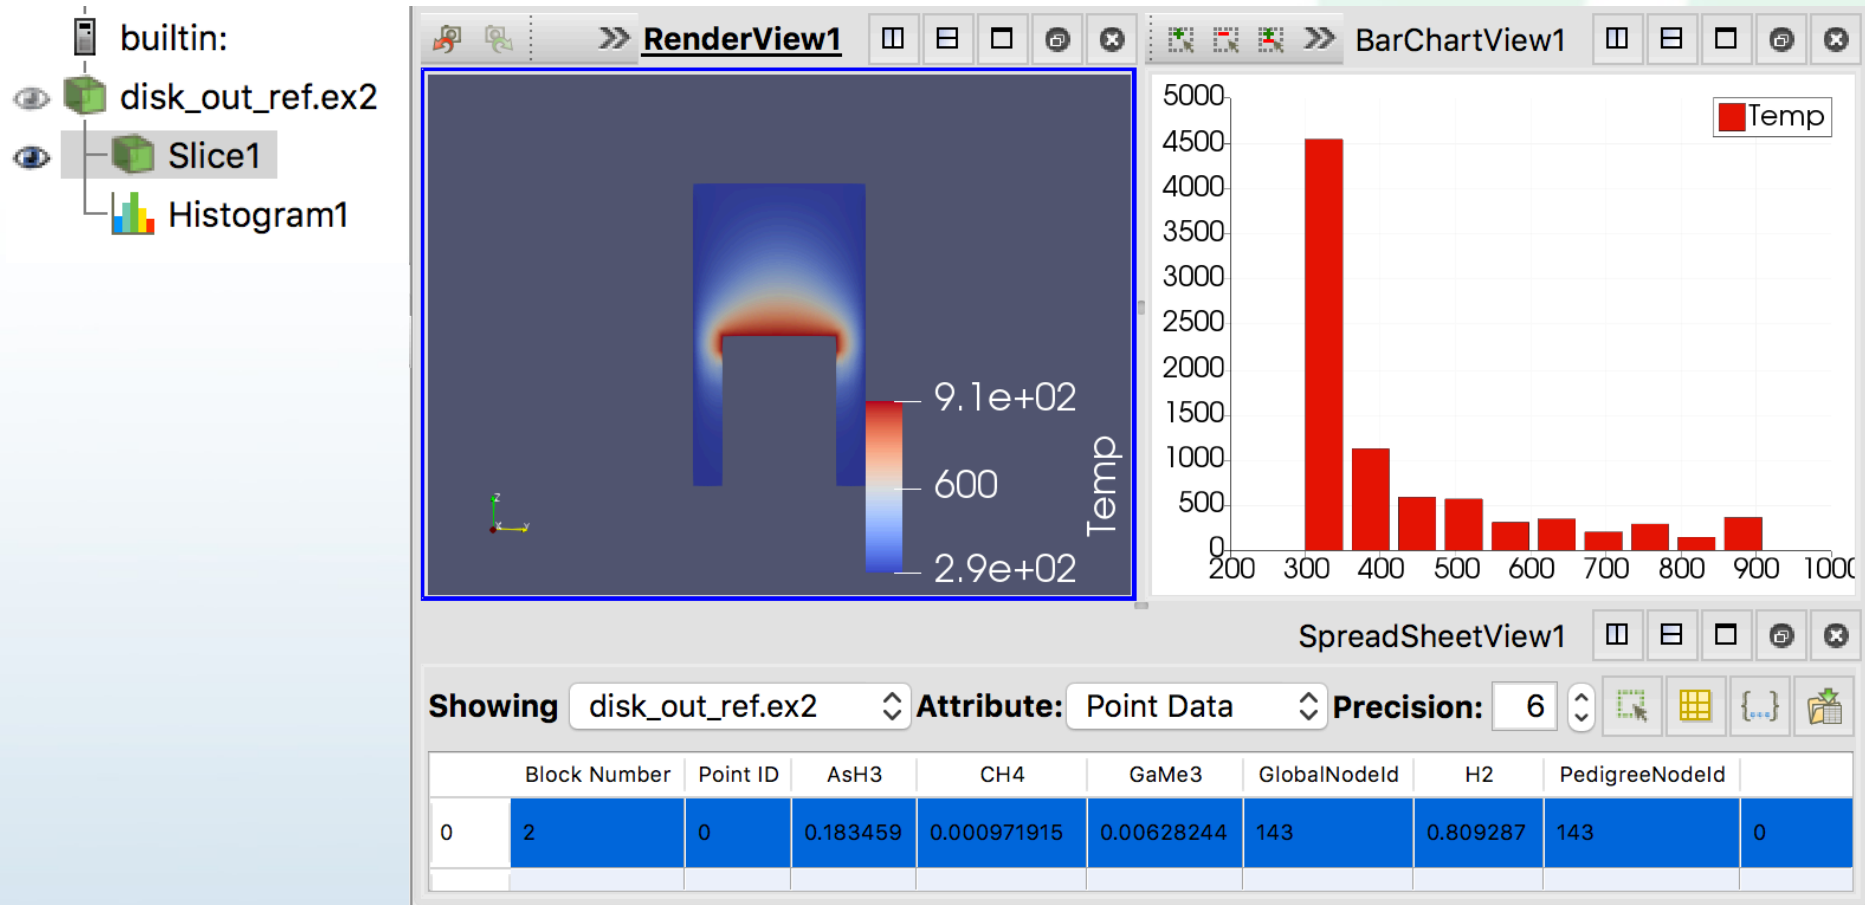 builtin:
disk_out_ref.ex2
Slice1
Histogram1
RenderView1
9.1e+02
600
2.9e+02
Temp
Z
Y
X
BarChartView1
5000
4500
4000
3500
3000
2500
2000
1500
1000
500
0
200 300 400 500 600 700 800 900 1000
Temp
SpreadSheetView1
Showing disk_out_ref.ex2 Attribute: Point Data Precision: 6
Block Number Point ID AsH3 CH4 GaMe3 GlobalNodeId H2 PedigreeNodeId
0 2 0 0.183459 0.000971915 0.00628244 143 0.809287 143 0